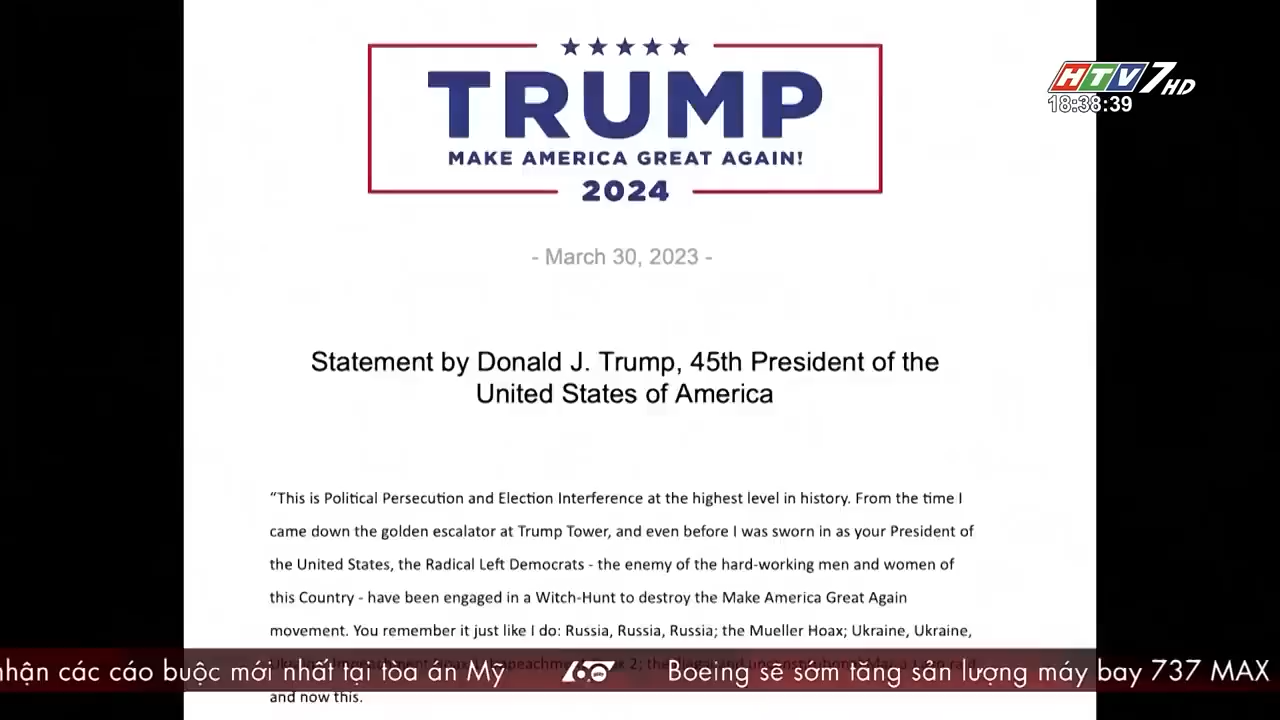 TRUMP
MAKE AMERICA GREAT AGAIN!
2024
HTV7 HD
18:38:39
- March 30, 2023 -
Statement by Donald J. Trump, 45th President of the
United States of America
“This is Political Persecution and Election Interference at the highest level in history. From the time I
came down the golden escalator at Trump Tower, and even before I was sworn in as your President of
the United States, the Radical Left Democrats - the enemy of the hard-working men and women of
this Country - have been engaged in a Witch-Hunt to destroy the Make America Great Again
movement. You remember it just like I do: Russia, Russia, Russia; the Mueller Hoax; Ukraine, Ukraine,
nhận các cáo buộc mới nhất tại tòa án Mỹ 60 Boeing sẽ sớm tăng sản lượng máy bay 737 MAX
and now this.